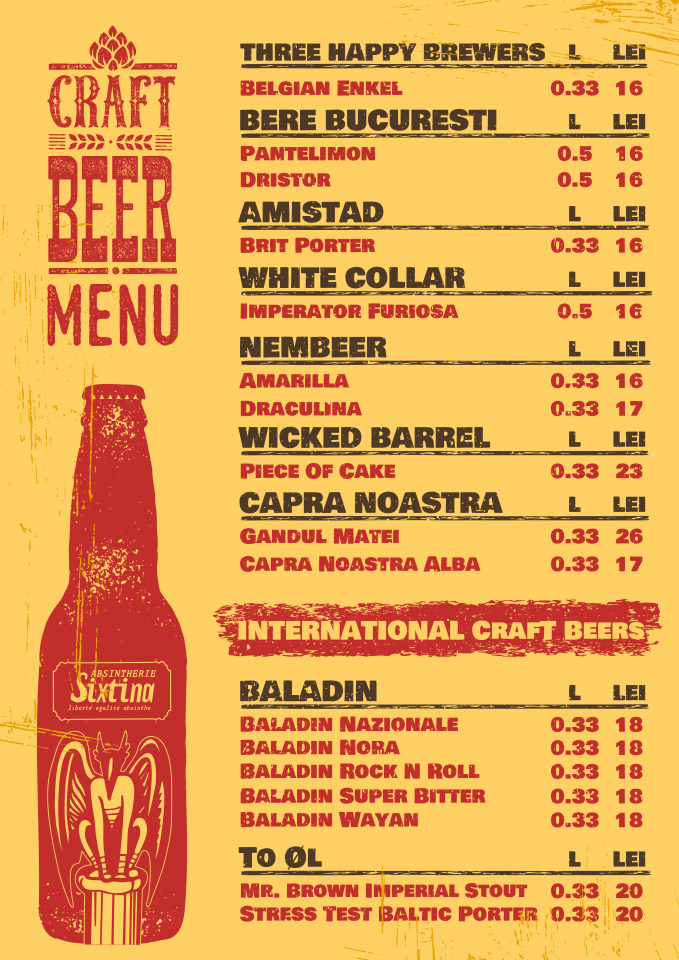 CRAFT
BEER
MENU
ABSINTHERIE
Sixtina
liberté egalité absinthe
THREE HAPPY BREWERS L LEI
BELGIAN ENKEL 0.33 16
BERE BUCURESTI L LEI
PANTELIMON 0.5 16
DRISTOR 0.5 16
AMISTAD L LEI
BRIT PORTER 0.33 16
WHITE COLLAR L LEI
IMPERATOR FURIOSA 0.5 16
NEMBEER L LEI
AMARILLA 0.33 16
DRACULINA 0.33 17
WICKED BARREL L LEI
PIECE OF CAKE 0.33 23
CAPRA NOASTRA L LEI
GANDUL MATEI 0.33 26
CAPRA NOASTRA ALBA 0.33 17
INTERNATIONAL CRAFT BEERS
BALADIN L LEI
BALADIN NAZIONALE 0.33 18
BALADIN NORA 0.33 18
BALADIN ROCK N ROLL 0.33 18
BALADIN SUPER BITTER 0.33 18
BALADIN WAYAN 0.33 18
TO ØL L LEI
MR. BROWN IMPERIAL STOUT 0.33 20
STRESS TEST BALTIC PORTER 0.33 20